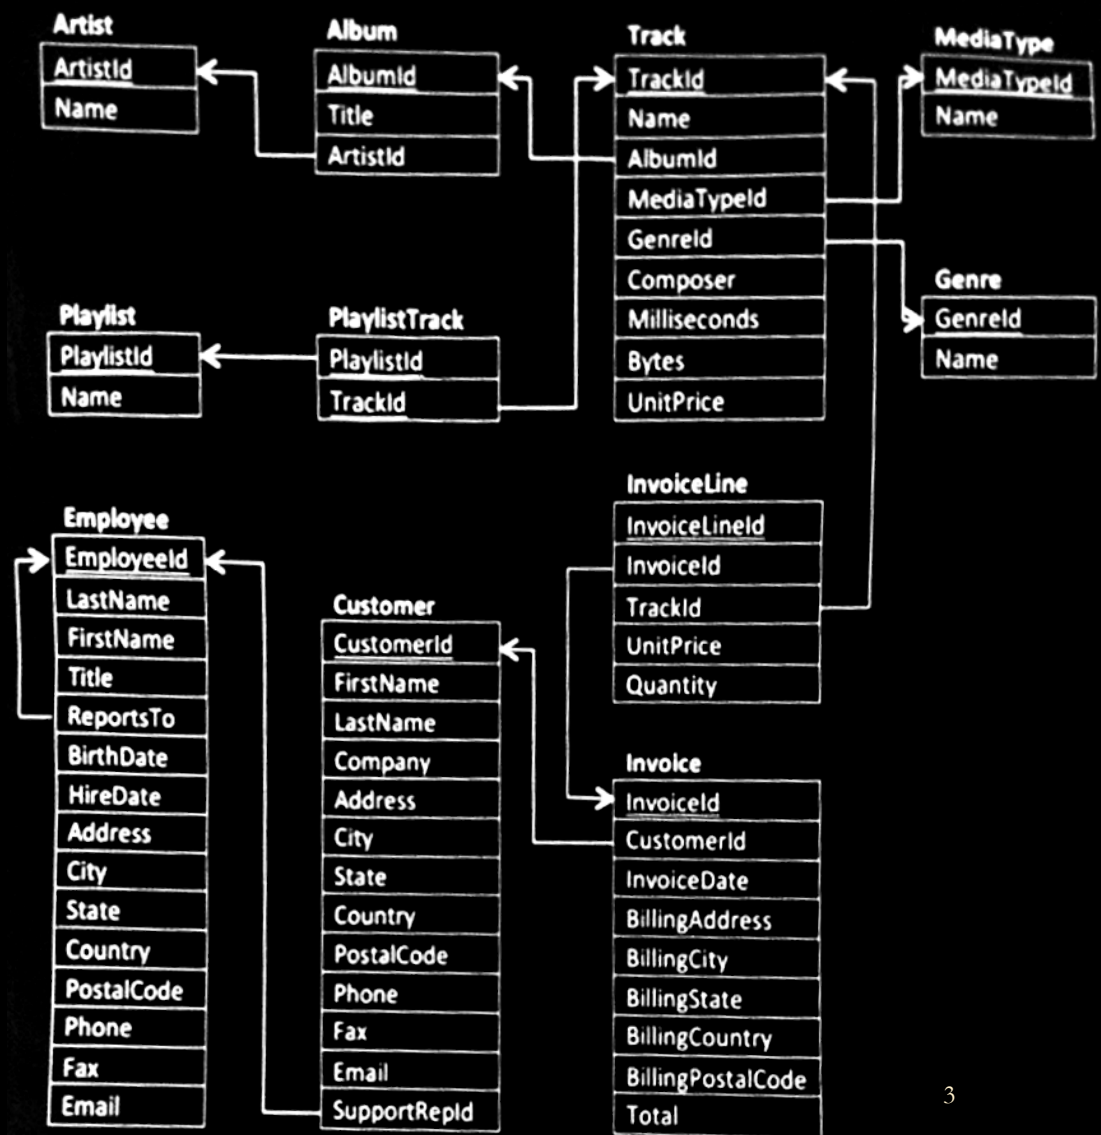 Artist
ArtistId
Name
Album
AlbumId
Title
ArtistId
Track
TrackId
Name
AlbumId
MediaTypeId
GenreId
Composer
Milliseconds
Bytes
UnitPrice
MediaType
MediaTypeId
Name
Genre
GenreId
Name
Playlist
PlaylistId
Name
PlaylistTrack
PlaylistId
TrackId
Employee
EmployeeId
LastName
FirstName
Title
ReportsTo
BirthDate
HireDate
Address
City
State
Country
PostalCode
Phone
Fax
Email
Customer
CustomerId
FirstName
LastName
Company
Address
City
State
Country
PostalCode
Phone
Fax
Email
SupportRepId
InvoiceLine
InvoiceLineId
InvoiceId
TrackId
UnitPrice
Quantity
Invoice
InvoiceId
CustomerId
InvoiceDate
BillingAddress
BillingCity
BillingState
BillingCountry
BillingPostalCode
Total
3